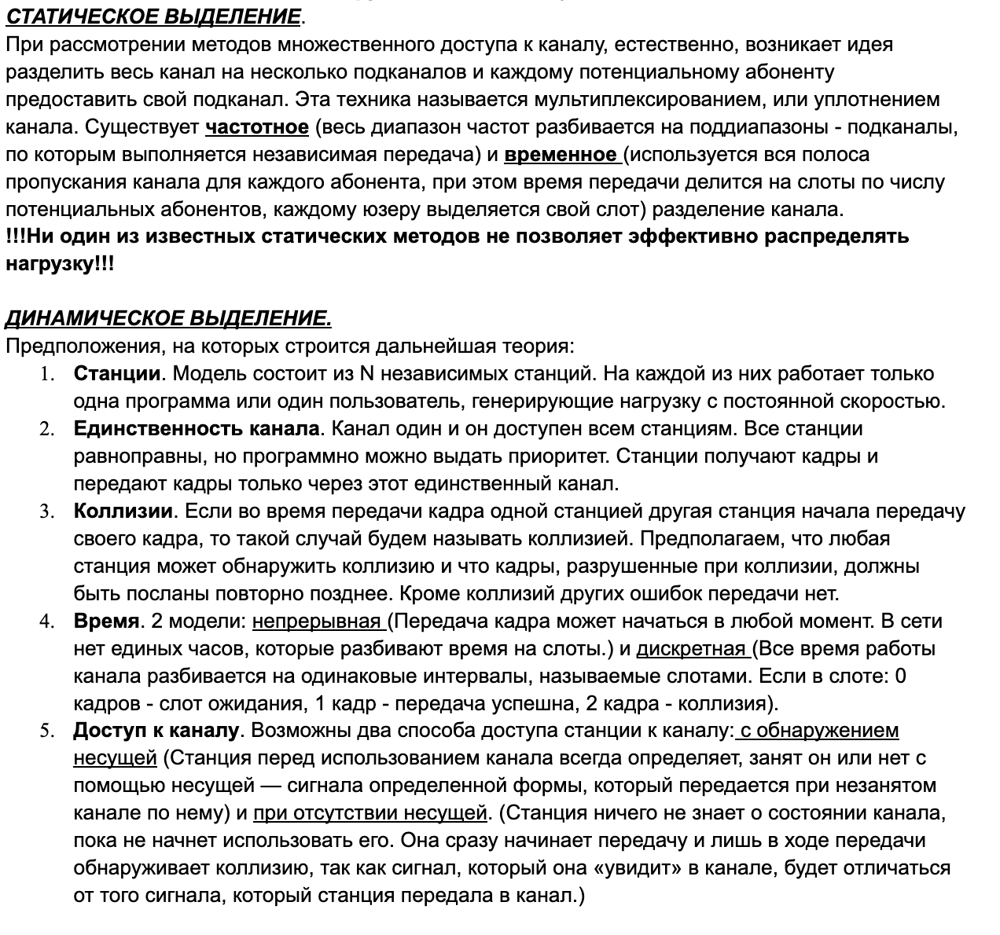 СТАТИЧЕСКОЕ ВЫДЕЛЕНИЕ.
При рассмотрении методов множественного доступа к каналу, естественно, возникает идея
разделить весь канал на несколько подканалов и каждому потенциальному абоненту
предоставить свой подканал. Эта техника называется мультиплексированием, или уплотнением
канала. Существует частотное (весь диапазон частот разбивается на поддиапазоны - подканалы,
по которым выполняется независимая передача) и временное (используется вся полоса
пропускания канала для каждого абонента, при этом время передачи делится на слоты по числу
потенциальных абонентов, каждому юзеру выделяется свой слот) разделение канала.
!!!Ни один из известных статических методов не позволяет эффективно распределять
нагрузку!!!
ДИНАМИЧЕСКОЕ ВЫДЕЛЕНИЕ.
Предположения, на которых строится дальнейшая теория:
1. Станции. Модель состоит из N независимых станций. На каждой из них работает только
одна программа или один пользователь, генерирующие нагрузку с постоянной скоростью.
2. Единственность канала. Канал один и он доступен всем станциям. Все станции
равноправны, но программно можно выдать приоритет. Станции получают кадры и
передают кадры только через этот единственный канал.
3. Коллизии. Если во время передачи кадра одной станцией другая станция начала передачу
своего кадра, то такой случай будем называть коллизией. Предполагаем, что любая
станция может обнаружить коллизию и что кадры, разрушенные при коллизии, должны
быть посланы повторно позднее. Кроме коллизий других ошибок передачи нет.
4. Время. 2 модели: непрерывная (Передача кадра может начаться в любой момент. В сети
нет единых часов, которые разбивают время на слоты.) и дискретная (Все время работы
канала разбивается на одинаковые интервалы, называемые слотами. Если в слоте: 0
кадров - слот ожидания, 1 кадр - передача успешна, 2 кадра - коллизия).
5. Доступ к каналу. Возможны два способа доступа станции к каналу: с обнаружением
несущей (Станция перед использованием канала всегда определяет, занят он или нет с
помощью несущей — сигнала определенной формы, который передается при незанятом
канале по нему) и при отсутствии несущей. (Станция ничего не знает о состоянии канала,
пока не начнет использовать его. Она сразу начинает передачу и лишь в ходе передачи
обнаруживает коллизию, так как сигнал, который она «увидит» в канале, будет отличаться
от того сигнала, который станция передала в канал.)